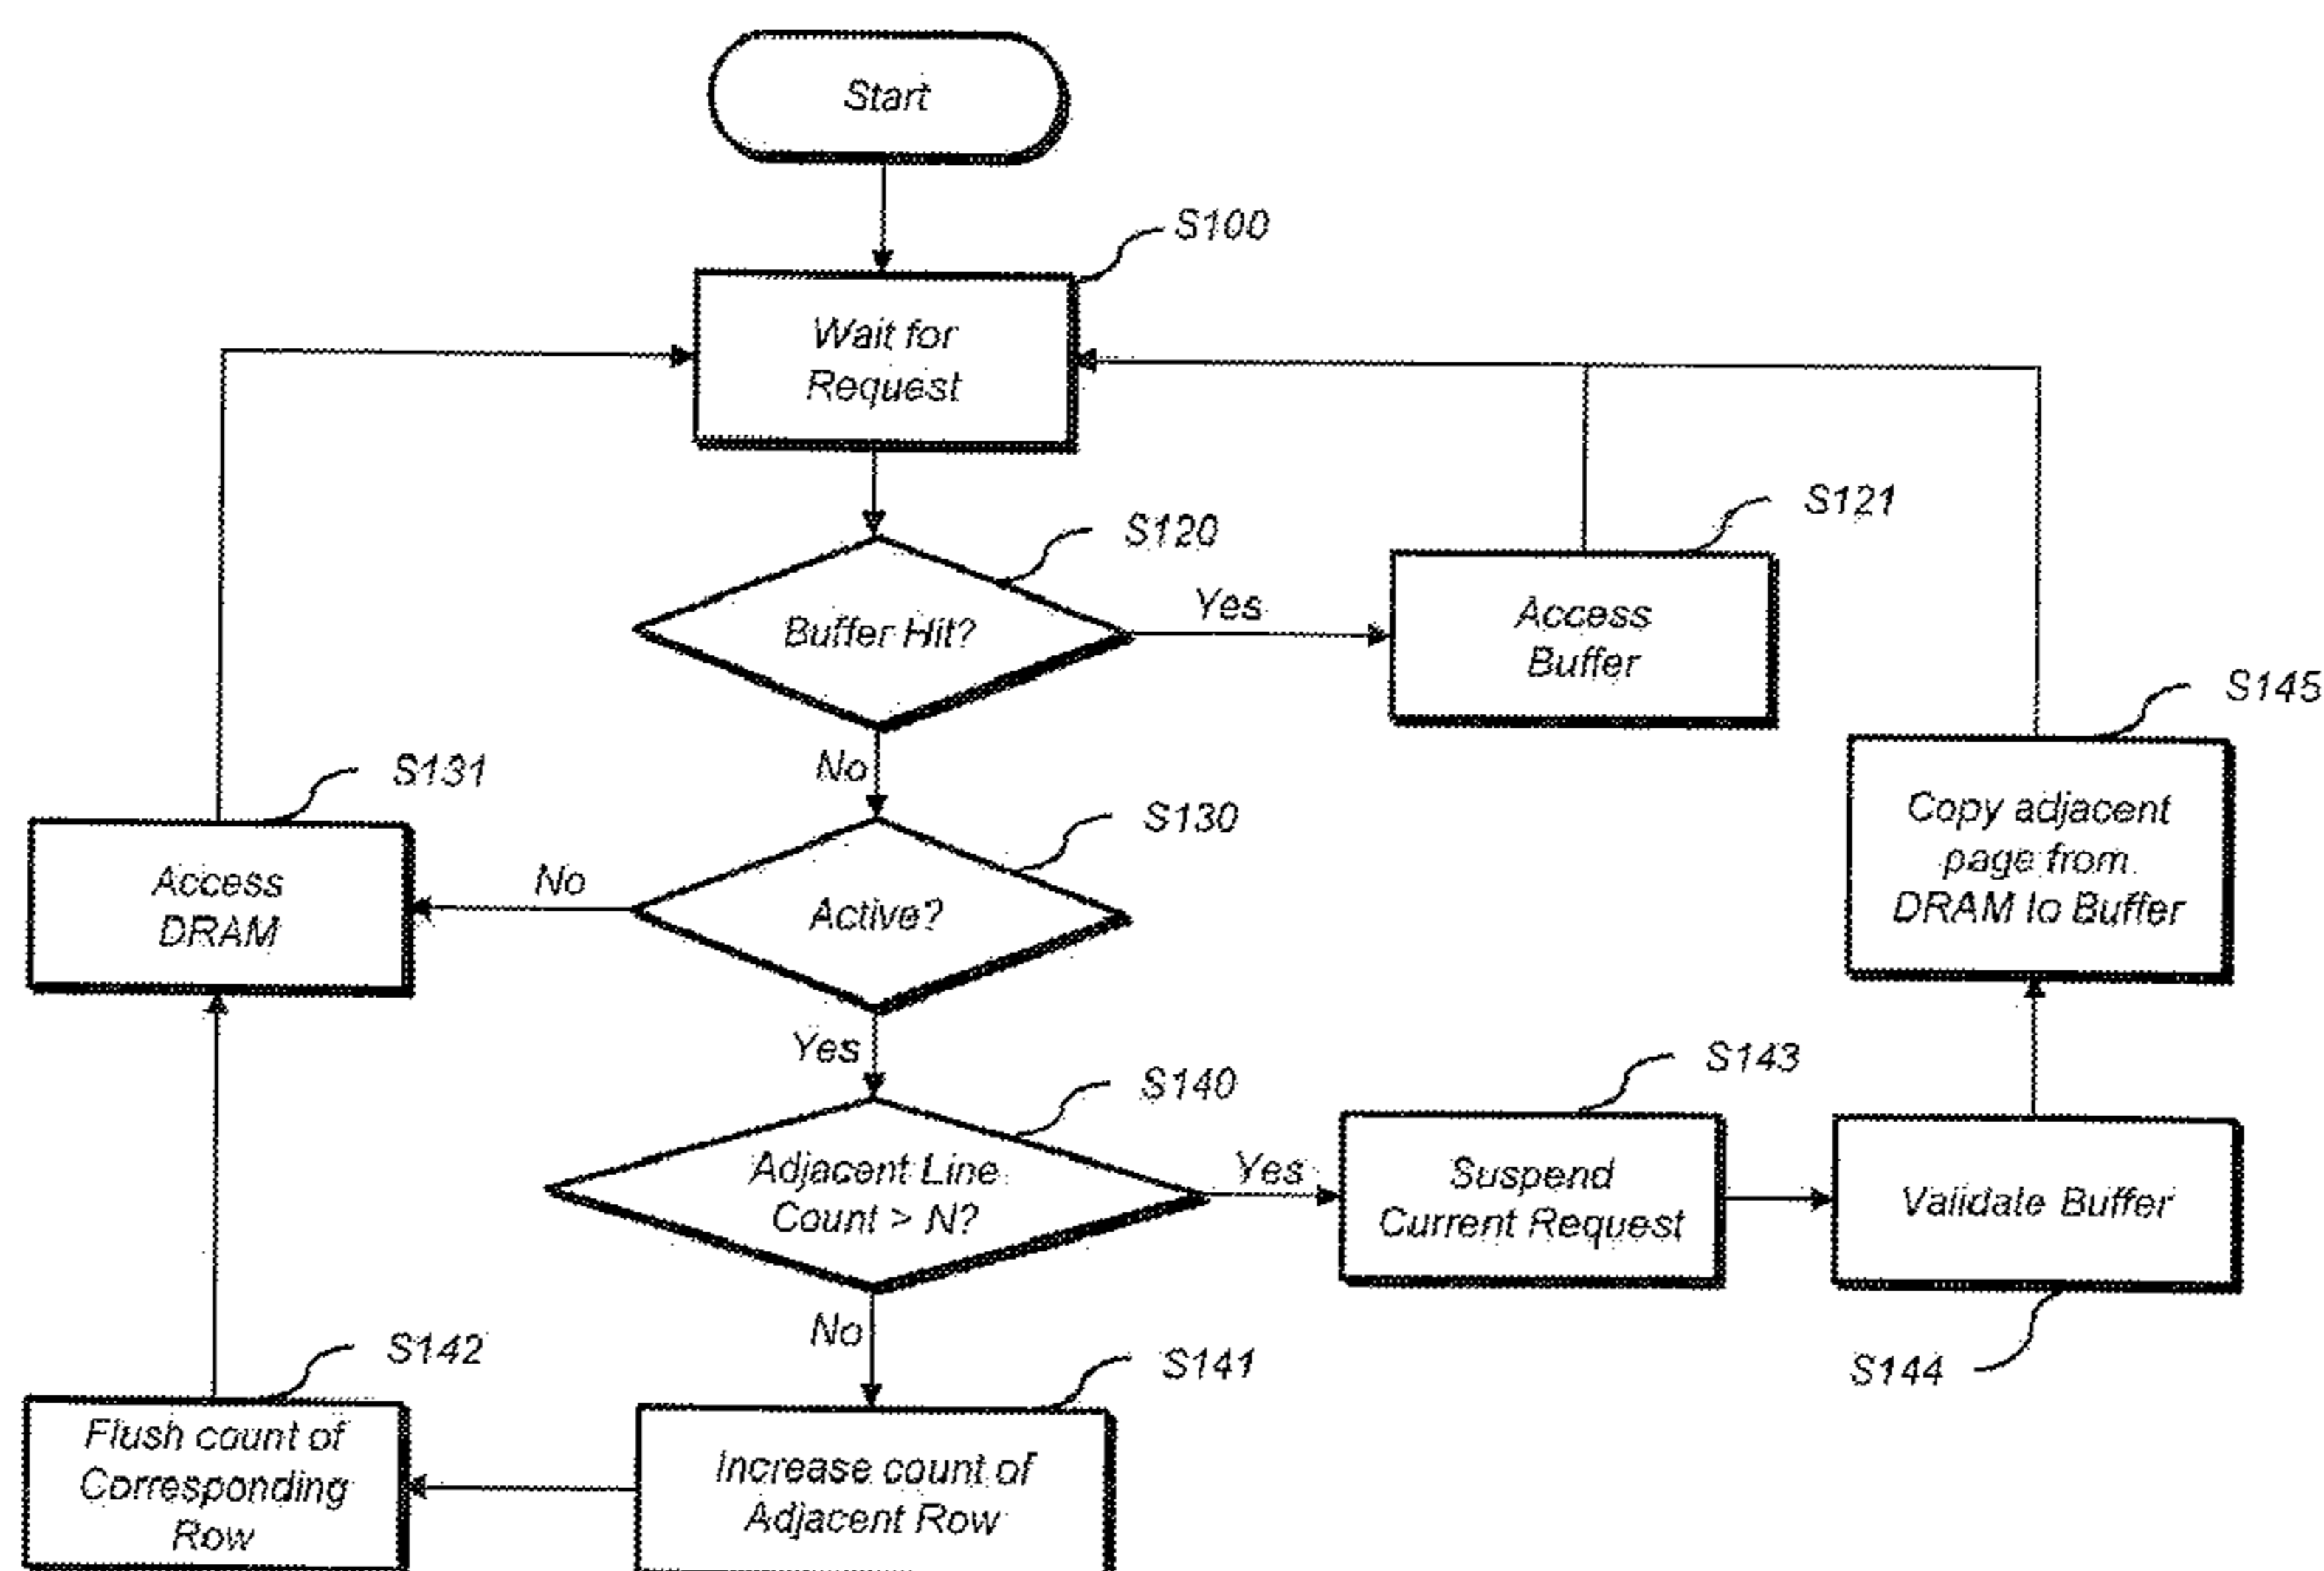 Start
S100
Wait for
Request
S120
S121
Buffer Hit?
Yes
Access
Buffer
S145
No
S131
S130
Copy adjacent
page from
DRAM to Buffer
Access
DRAM
No
Active?
Yes
S140
S143
Adjacent Line
Count > N?
Yes
Suspend
Current Request
Validate Buffer
No
S142
S141
S144
Flush count of
Corresponding
Row
Increase count of
Adjacent Row